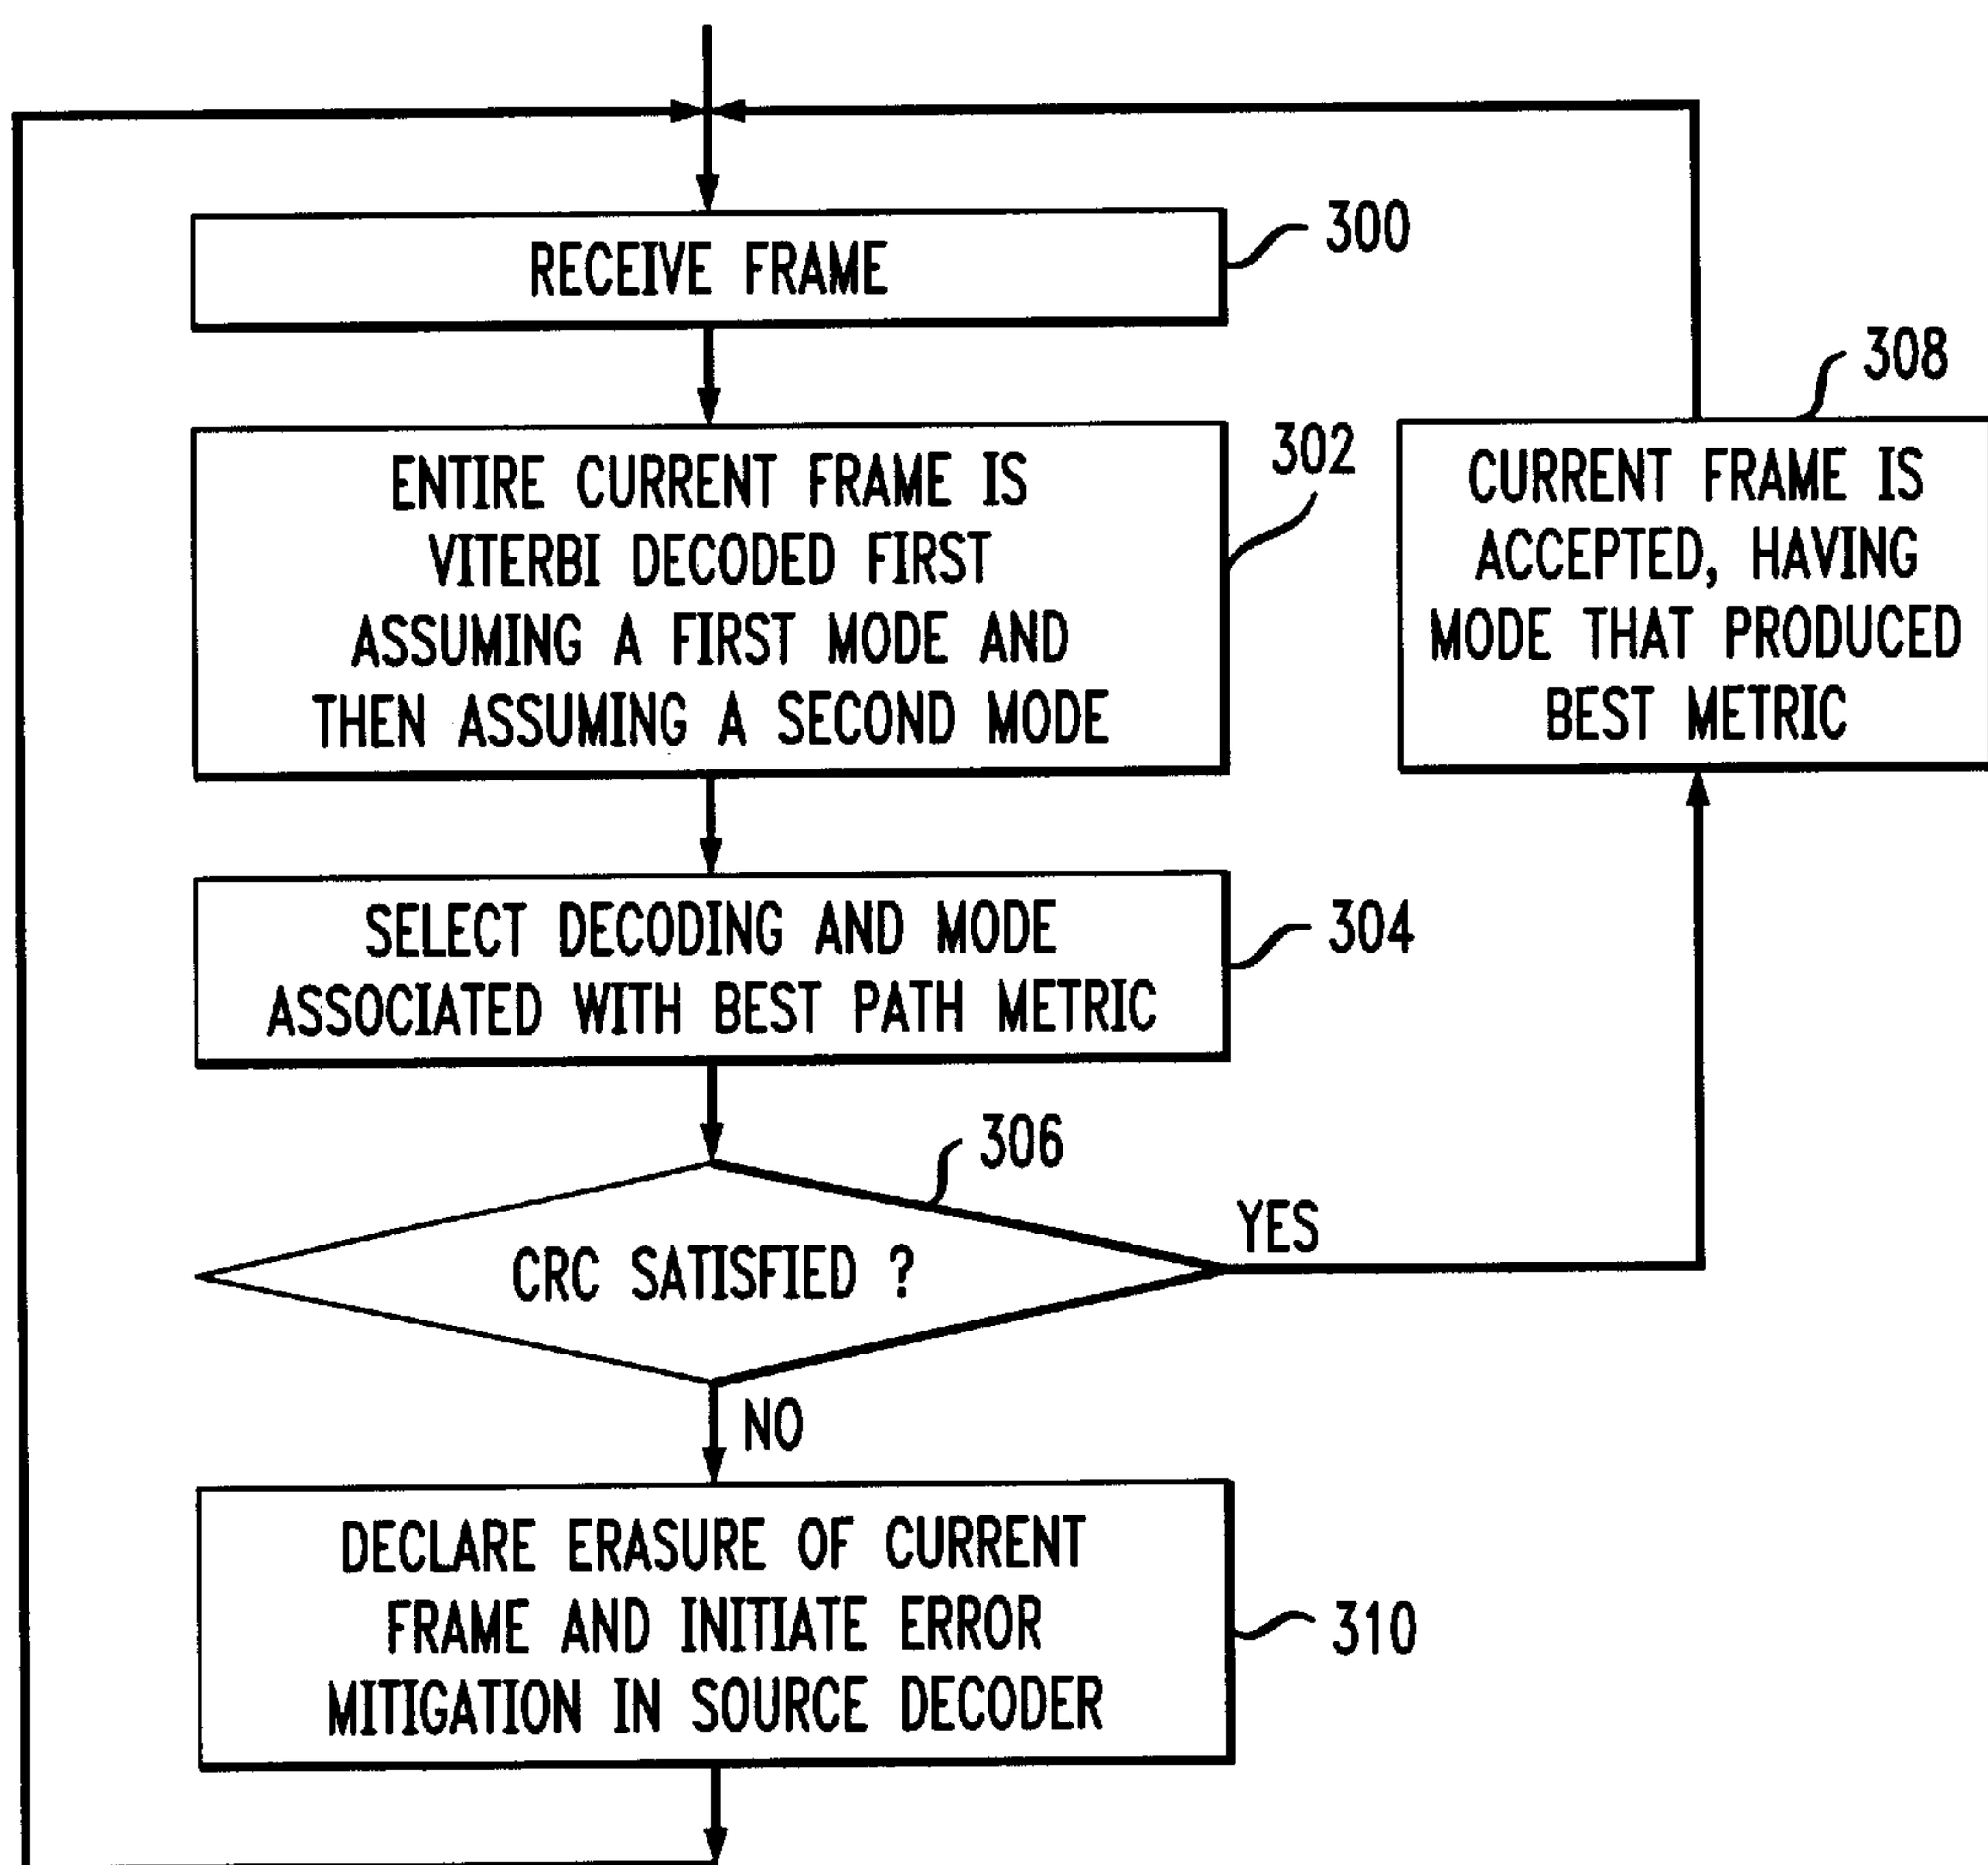 RECEIVE FRAME
300
ENTIRE CURRENT FRAME IS
VITERBI DECODED FIRST
ASSUMING A FIRST MODE AND
THEN ASSUMING A SECOND MODE
302
308
CURRENT FRAME IS
ACCEPTED, HAVING
MODE THAT PRODUCED
BEST METRIC
SELECT DECODING AND MODE
ASSOCIATED WITH BEST PATH METRIC
304
306
CRC SATISFIED ?
YES
NO
DECLARE ERASURE OF CURRENT
FRAME AND INITIATE ERROR
MITIGATION IN SOURCE DECODER
310